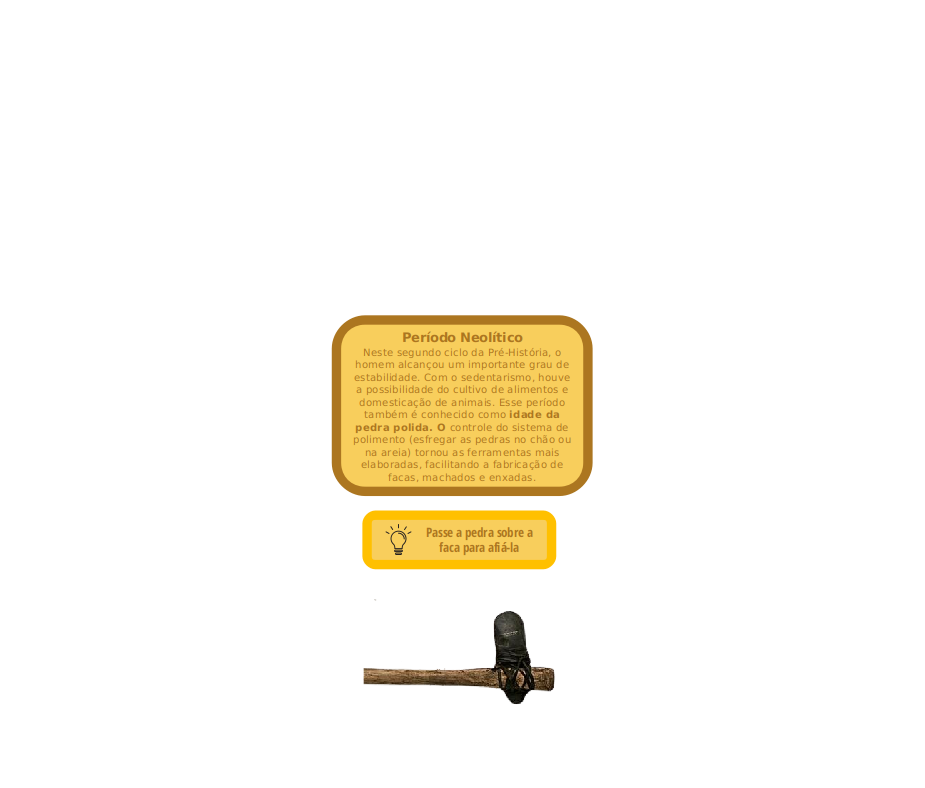 Período Neolítico
Neste segundo ciclo da Pré-História, o
homem alcançou um importante grau de
estabilidade. Com o sedentarismo, houve
a possibilidade do cultivo de alimentos e
domesticação de animais. Esse período
também é conhecido como idade da
pedra polida. O controle do sistema de
polimento (esfregar as pedras no chão ou
na areia) tornou as ferramentas mais
elaboradas, facilitando a fabricação de
facas, machados e enxadas.
Passe a pedra sobre a
faca para afiá-la